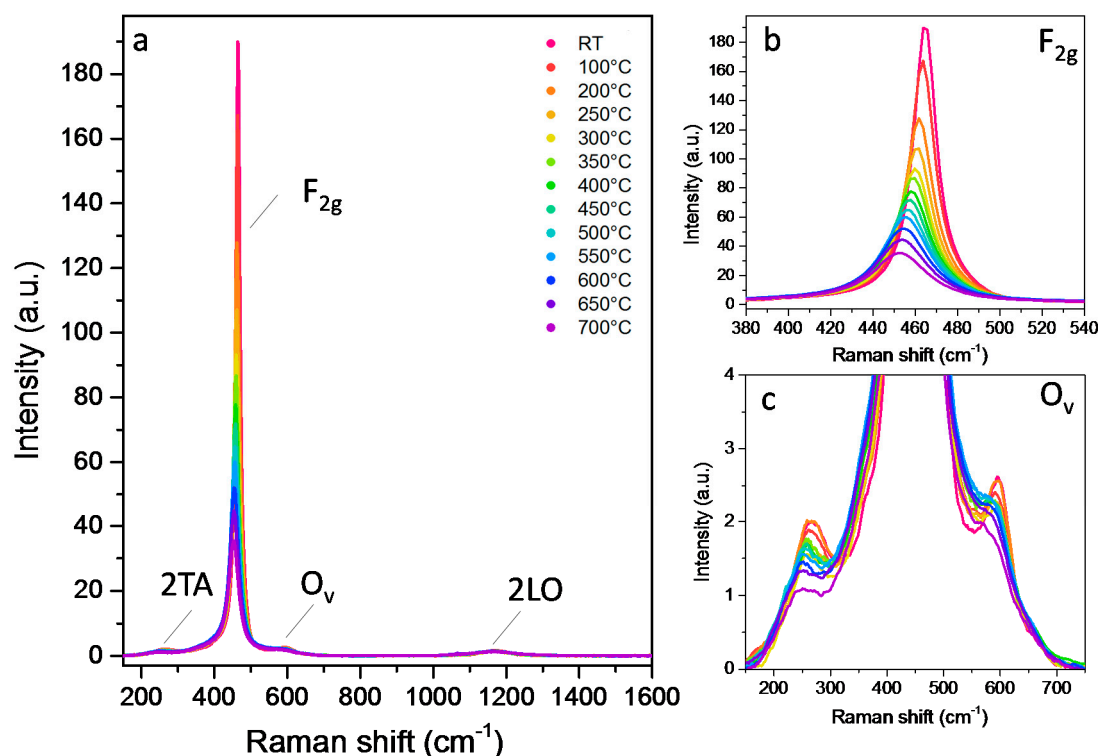 a
RT
100°C
200°C
250°C
300°C
350°C
400°C
450°C
500°C
550°C
600°C
650°C
700°C
F2g
2TA
Ov
2LO
180
160
140
120
100
80
60
40
20
0
Intensity (a.u.)
200 400 600 800 1000 1200 1400 1600
Raman shift (cm-1)
b
F2g
180
160
140
120
100
80
60
40
20
0
Intensity (a.u.)
380 400 420 440 460 480 500 520 540
Raman shift (cm-1)
c
Ov
4
3
2
1
0
Intensity (a.u.)
150 300 450 600 750
Raman shift (cm-1)